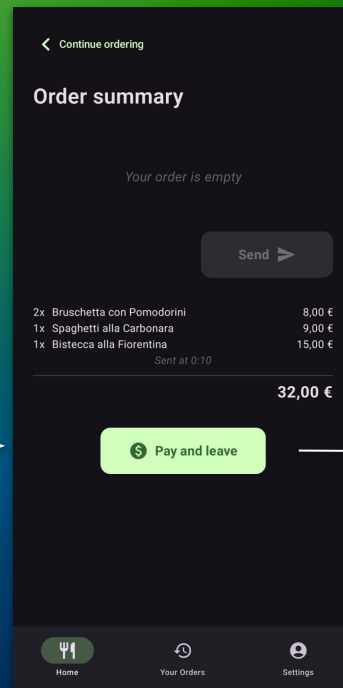 Continue ordering
Order summary
Your order is empty
Send
2x Bruschetta con Pomodorini 8,00 €
1x Spaghetti alla Carbonara 9,00 €
1x Bistecca alla Fiorentina 15,00 €
Sent at 0:10
32,00 €
$ Pay and leave
Home Your Orders Settings